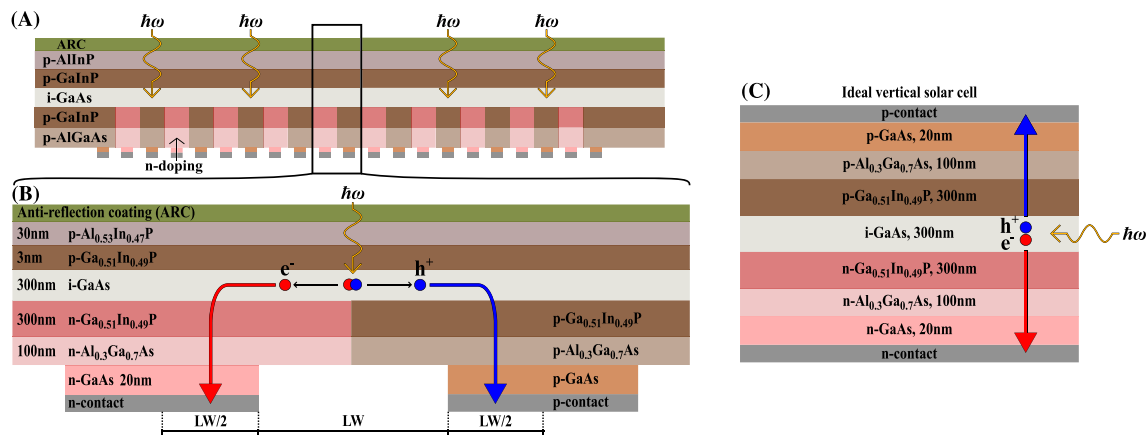 (A)
ħω ħω ħω ħω
ARC
p-AlInP
p-GaInP
i-GaAs
p-GaInP
p-AlGaAs
n-doping
(B)
ħω
Anti-reflection coating (ARC)
30nm p-Al0.53In0.47P
3nm p-Ga0.51In0.49P
300nm i-GaAs
e- h+
300nm n-Ga0.51In0.49P p-Ga0.51In0.49P
100nm n-Al0.3Ga0.7As p-Al0.3Ga0.7As
n-GaAs 20nm p-GaAs
n-contact p-contact
LW/2 LW LW/2
(C)
Ideal vertical solar cell
p-contact
p-GaAs, 20nm
p-Al0.3Ga0.7As, 100nm
p-Ga0.51In0.49P, 300nm
i-GaAs, 300nm
h+
e-
ħω
n-Ga0.51In0.49P, 300nm
n-Al0.3Ga0.7As, 100nm
n-GaAs, 20nm
n-contact